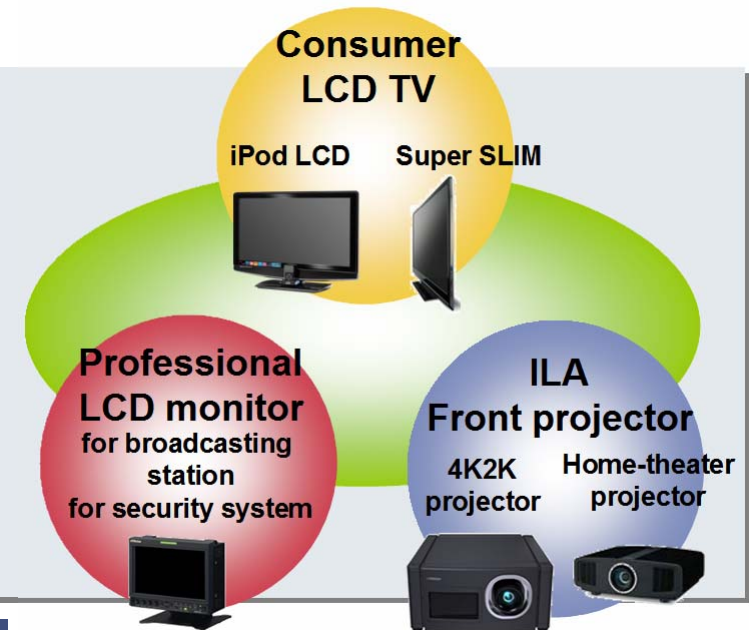 Consumer
LCD TV
iPod LCD
Super SLIM
Professional
LCD monitor
for broadcasting
station
for security system
ILA
Front projector
4K2K
projector
Home-theater
projector